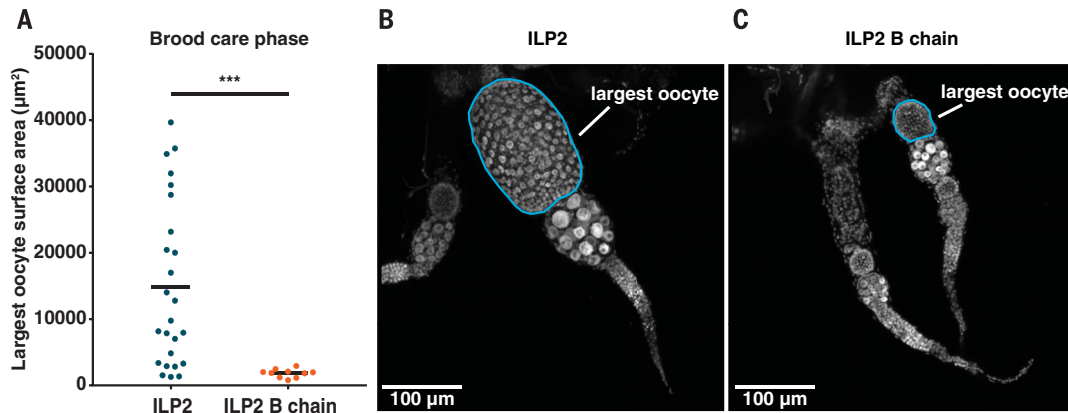 A
Brood care phase
Largest oocyte surface area (µm²)
50000
40000
30000
20000
10000
0
***
ILP2
ILP2 B chain
B
ILP2
largest oocyte
100 µm
C
ILP2 B chain
largest oocyte
100 µm